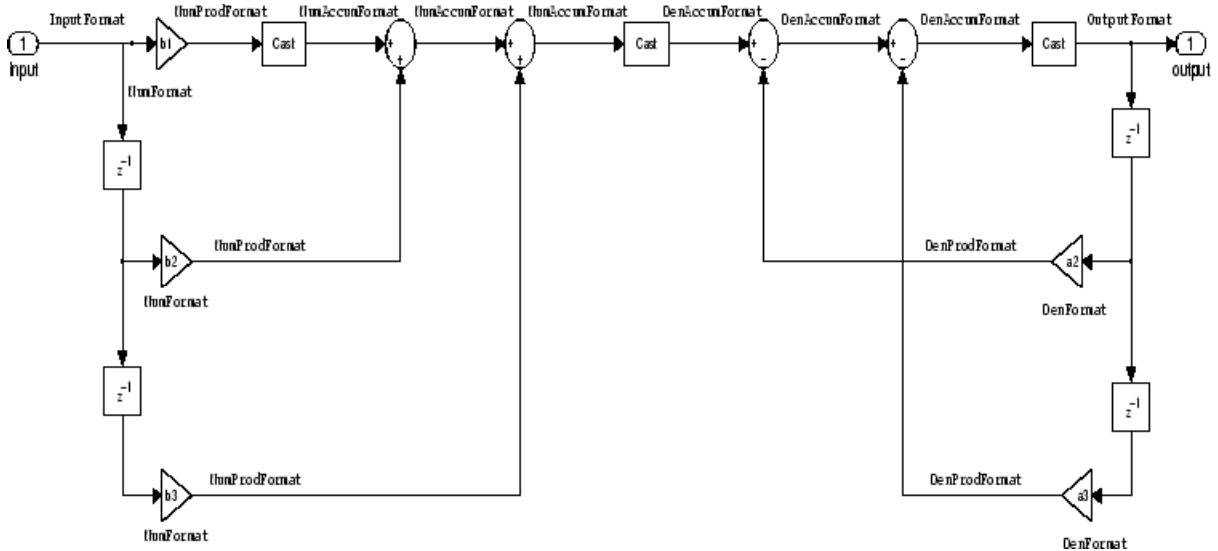 InputFormat
NumProdFormat
NumAccumFormat
NumAccumFormat
NumAccumFormat
DenAccumFormat
DenAccumFormat
DenAccumFormat
OutputFormat
1
b1
Cast
+
+
+
+
Cast
+
−
+
−
Cast
1
input
output
NumFormat
z⁻¹
z⁻¹
NumProdFormat
DenProdFormat
b2
a2
NumFormat
DenFormat
z⁻¹
z⁻¹
NumProdFormat
DenProdFormat
b3
a3
NumFormat
DenFormat